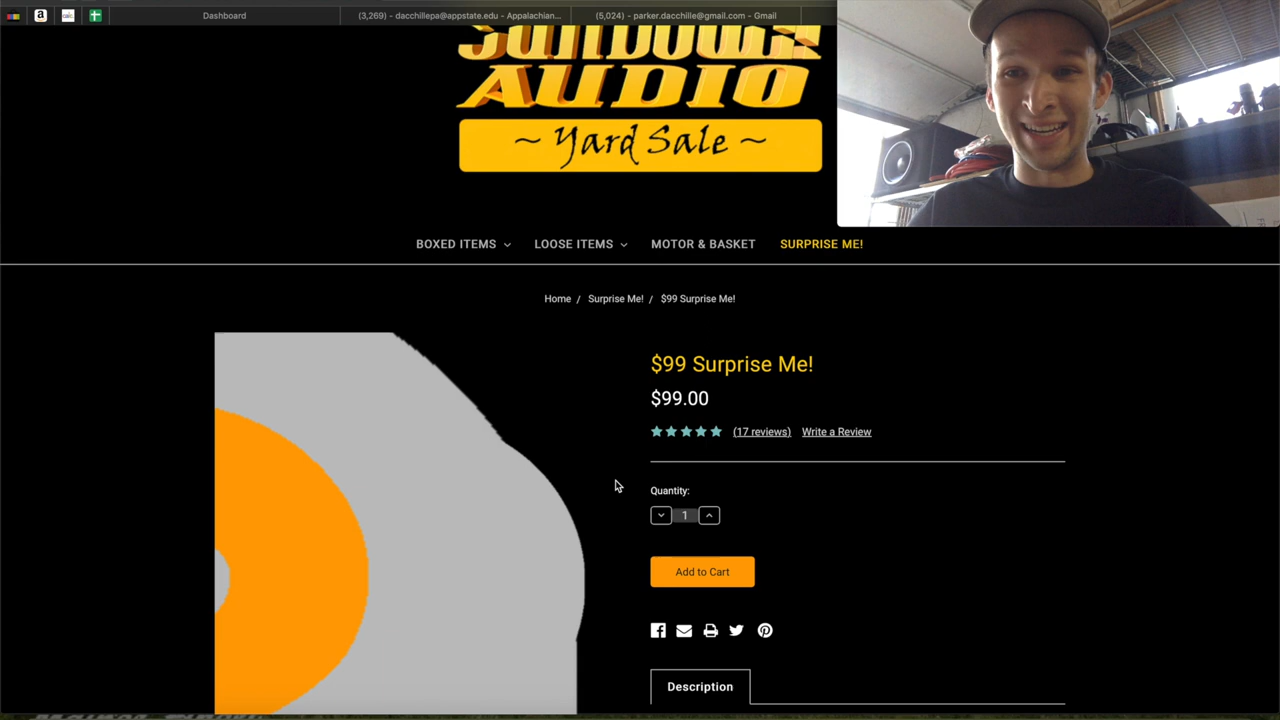 Dashboard
(3,269) - dacchillepa@appstate.edu - Appalachian...
(5,024) - parker.dacchille@gmail.com - Gmail
SUNDOWN
AUDIO
~ Yard Sale ~
BOXED ITEMS
LOOSE ITEMS
MOTOR & BASKET
SURPRISE ME!
Home / Surprise Me! / $99 Surprise Me!
$99 Surprise Me!
$99.00
(17 reviews) Write a Review
Quantity:
1
Add to Cart
Description